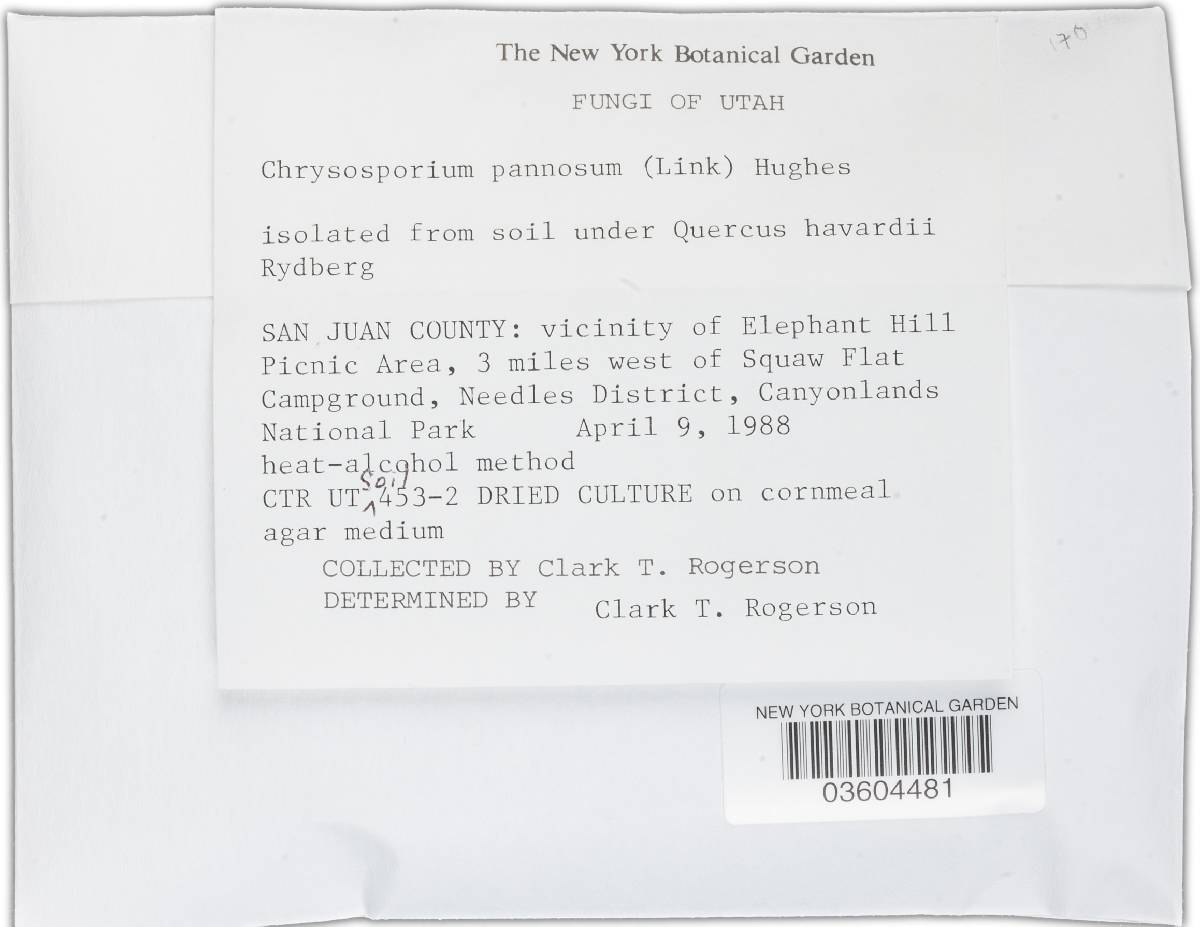 170
The New York Botanical Garden
FUNGI OF UTAH
Chrysosporium pannosum (Link) Hughes
isolated from soil under Quercus havardii
Rydberg
SAN JUAN COUNTY: vicinity of Elephant Hill
Picnic Area, 3 miles west of Squaw Flat
Campground, Needles District, Canyonlands
National Park April 9, 1988
heat-alcohol method
CTR UT soil 453-2 DRIED CULTURE on cornmeal
agar medium
COLLECTED BY Clark T. Rogerson
DETERMINED BY Clark T. Rogerson
NEW YORK BOTANICAL GARDEN
03604481